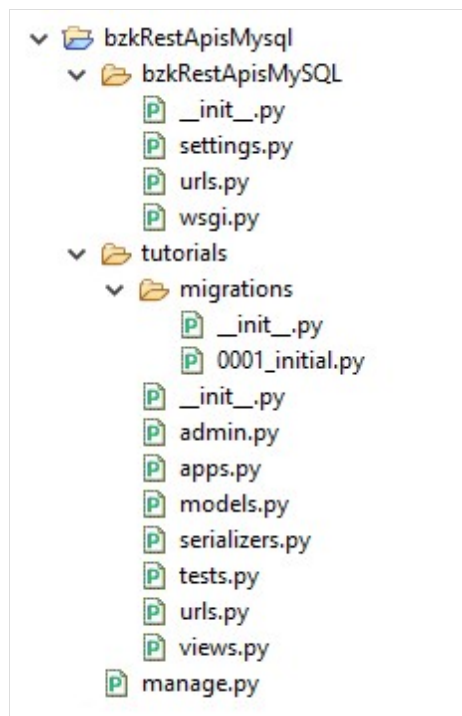 bzkRestApisMysql
bzkRestApisMySQL
__init__.py
settings.py
urls.py
wsgi.py
tutorials
migrations
__init__.py
0001_initial.py
__init__.py
admin.py
apps.py
models.py
serializers.py
tests.py
urls.py
views.py
manage.py